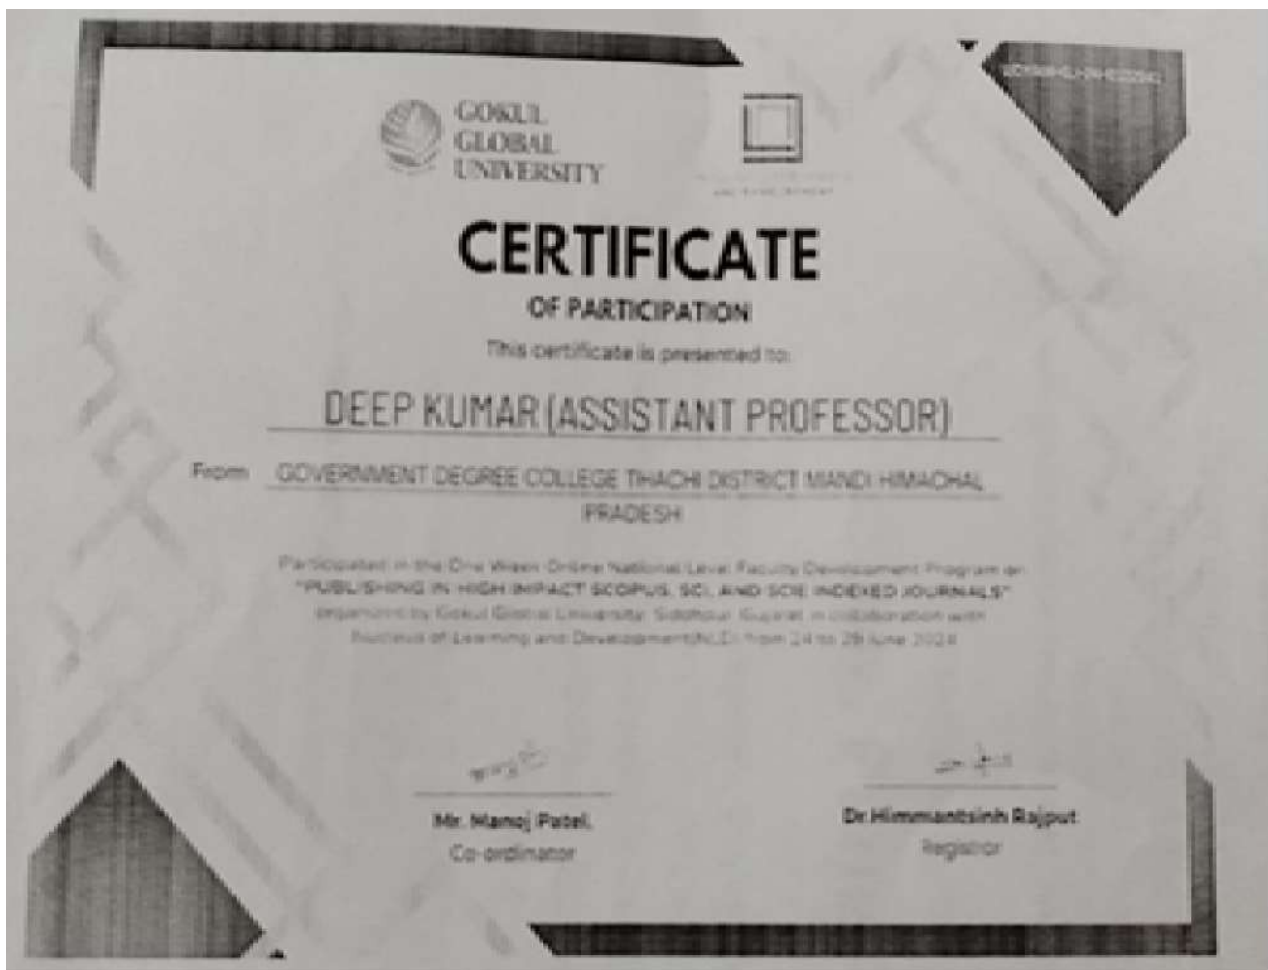 GOKUL
GLOBAL
UNIVERSITY
CERTIFICATE
OF PARTICIPATION
This certificate is presented to:
DEEP KUMAR (ASSISTANT PROFESSOR)
From GOVERNMENT DEGREE COLLEGE THACHI DISTRICT MANDI HIMACHAL
PRADESH
Participated in the One Week Online National Level Faculty Development Program on
"PUBLISHING IN HIGH IMPACT SCOPUS, SCI, AND SCIE INDEXED JOURNALS"
organized by Gokul Global University, Sidhpur, Gujarat in collaboration with
Nucleus of Learning and Development(NLD) from 24 to 29 June 2024
Mr. Manoj Patel.
Co-ordinator
Dr.Himmantsinh Rajput
Registrar